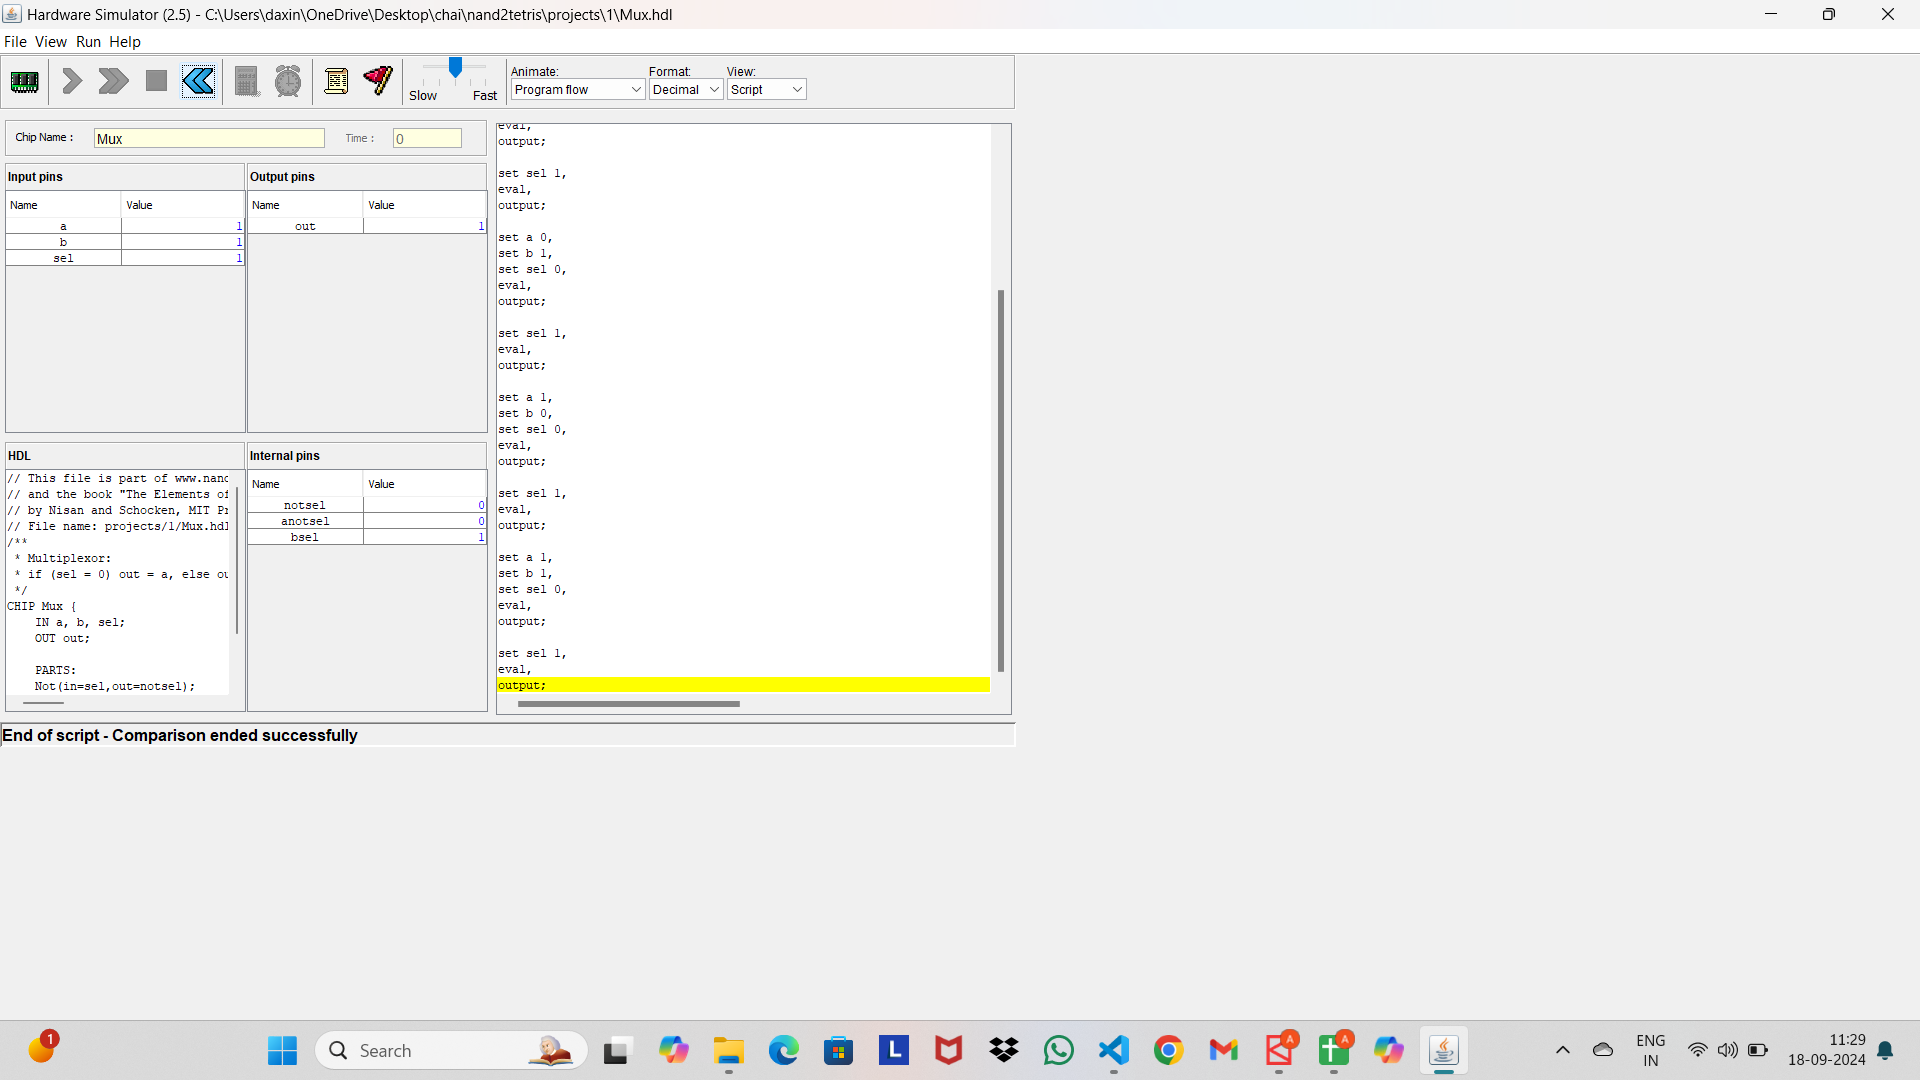 Hardware Simulator (2.5) - C:\Users\daxin\OneDrive\Desktop\chai\nand2tetris\projects\1\Mux.hdl
File View Run Help
Animate: Format: View:
Slow Fast Program flow Decimal Script
Chip Name : Mux Time : 0
Input pins
Name Value
a 1
b 1
sel 1
Output pins
Name Value
out 1
HDL
// This file is part of www.nand
// and the book "The Elements of
// by Nisan and Schocken, MIT Pr
// File name: projects/1/Mux.hdl
/**
* Multiplexor:
* if (sel = 0) out = a, else ou
*/
CHIP Mux {
IN a, b, sel;
OUT out;
PARTS:
Not(in=sel,out=notsel);
Internal pins
Name Value
notsel 0
anotsel 0
bsel 1
eval,
output;
set sel 1,
eval,
output;
set a 0,
set b 1,
set sel 0,
eval,
output;
set sel 1,
eval,
output;
set a 1,
set b 0,
set sel 0,
eval,
output;
set sel 1,
eval,
output;
set a 1,
set b 1,
set sel 0,
eval,
output;
set sel 1,
eval,
output;
End of script - Comparison ended successfully
1
Search
L
A
A
ENG
IN
11:29
18-09-2024